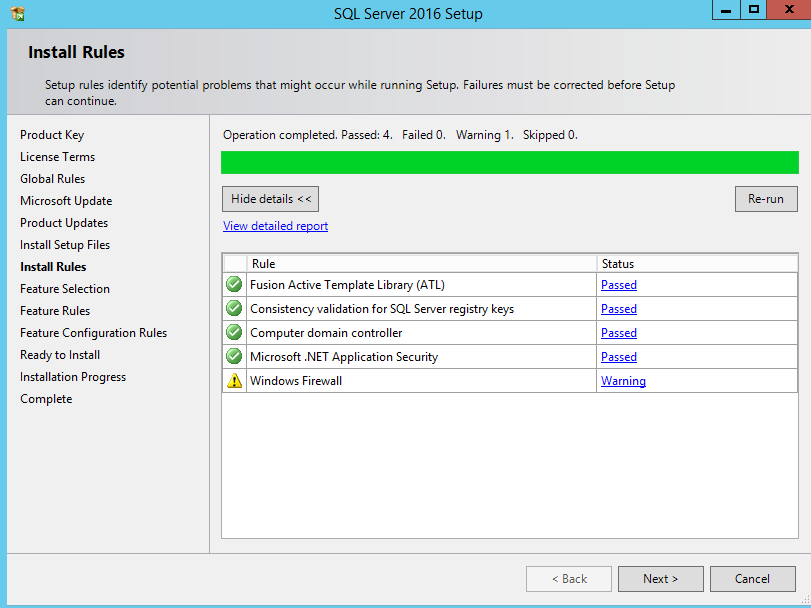 SQL Server 2016 Setup
Install Rules
Setup rules identify potential problems that might occur while running Setup. Failures must be corrected before Setup
can continue.
Product Key
License Terms
Global Rules
Microsoft Update
Product Updates
Install Setup Files
Install Rules
Feature Selection
Feature Rules
Feature Configuration Rules
Ready to Install
Installation Progress
Complete
Operation completed. Passed: 4. Failed 0. Warning 1. Skipped 0.
Hide details <<
Re-run
View detailed report
Rule Status
Fusion Active Template Library (ATL) Passed
Consistency validation for SQL Server registry keys Passed
Computer domain controller Passed
Microsoft .NET Application Security Passed
Windows Firewall Warning
< Back Next > Cancel